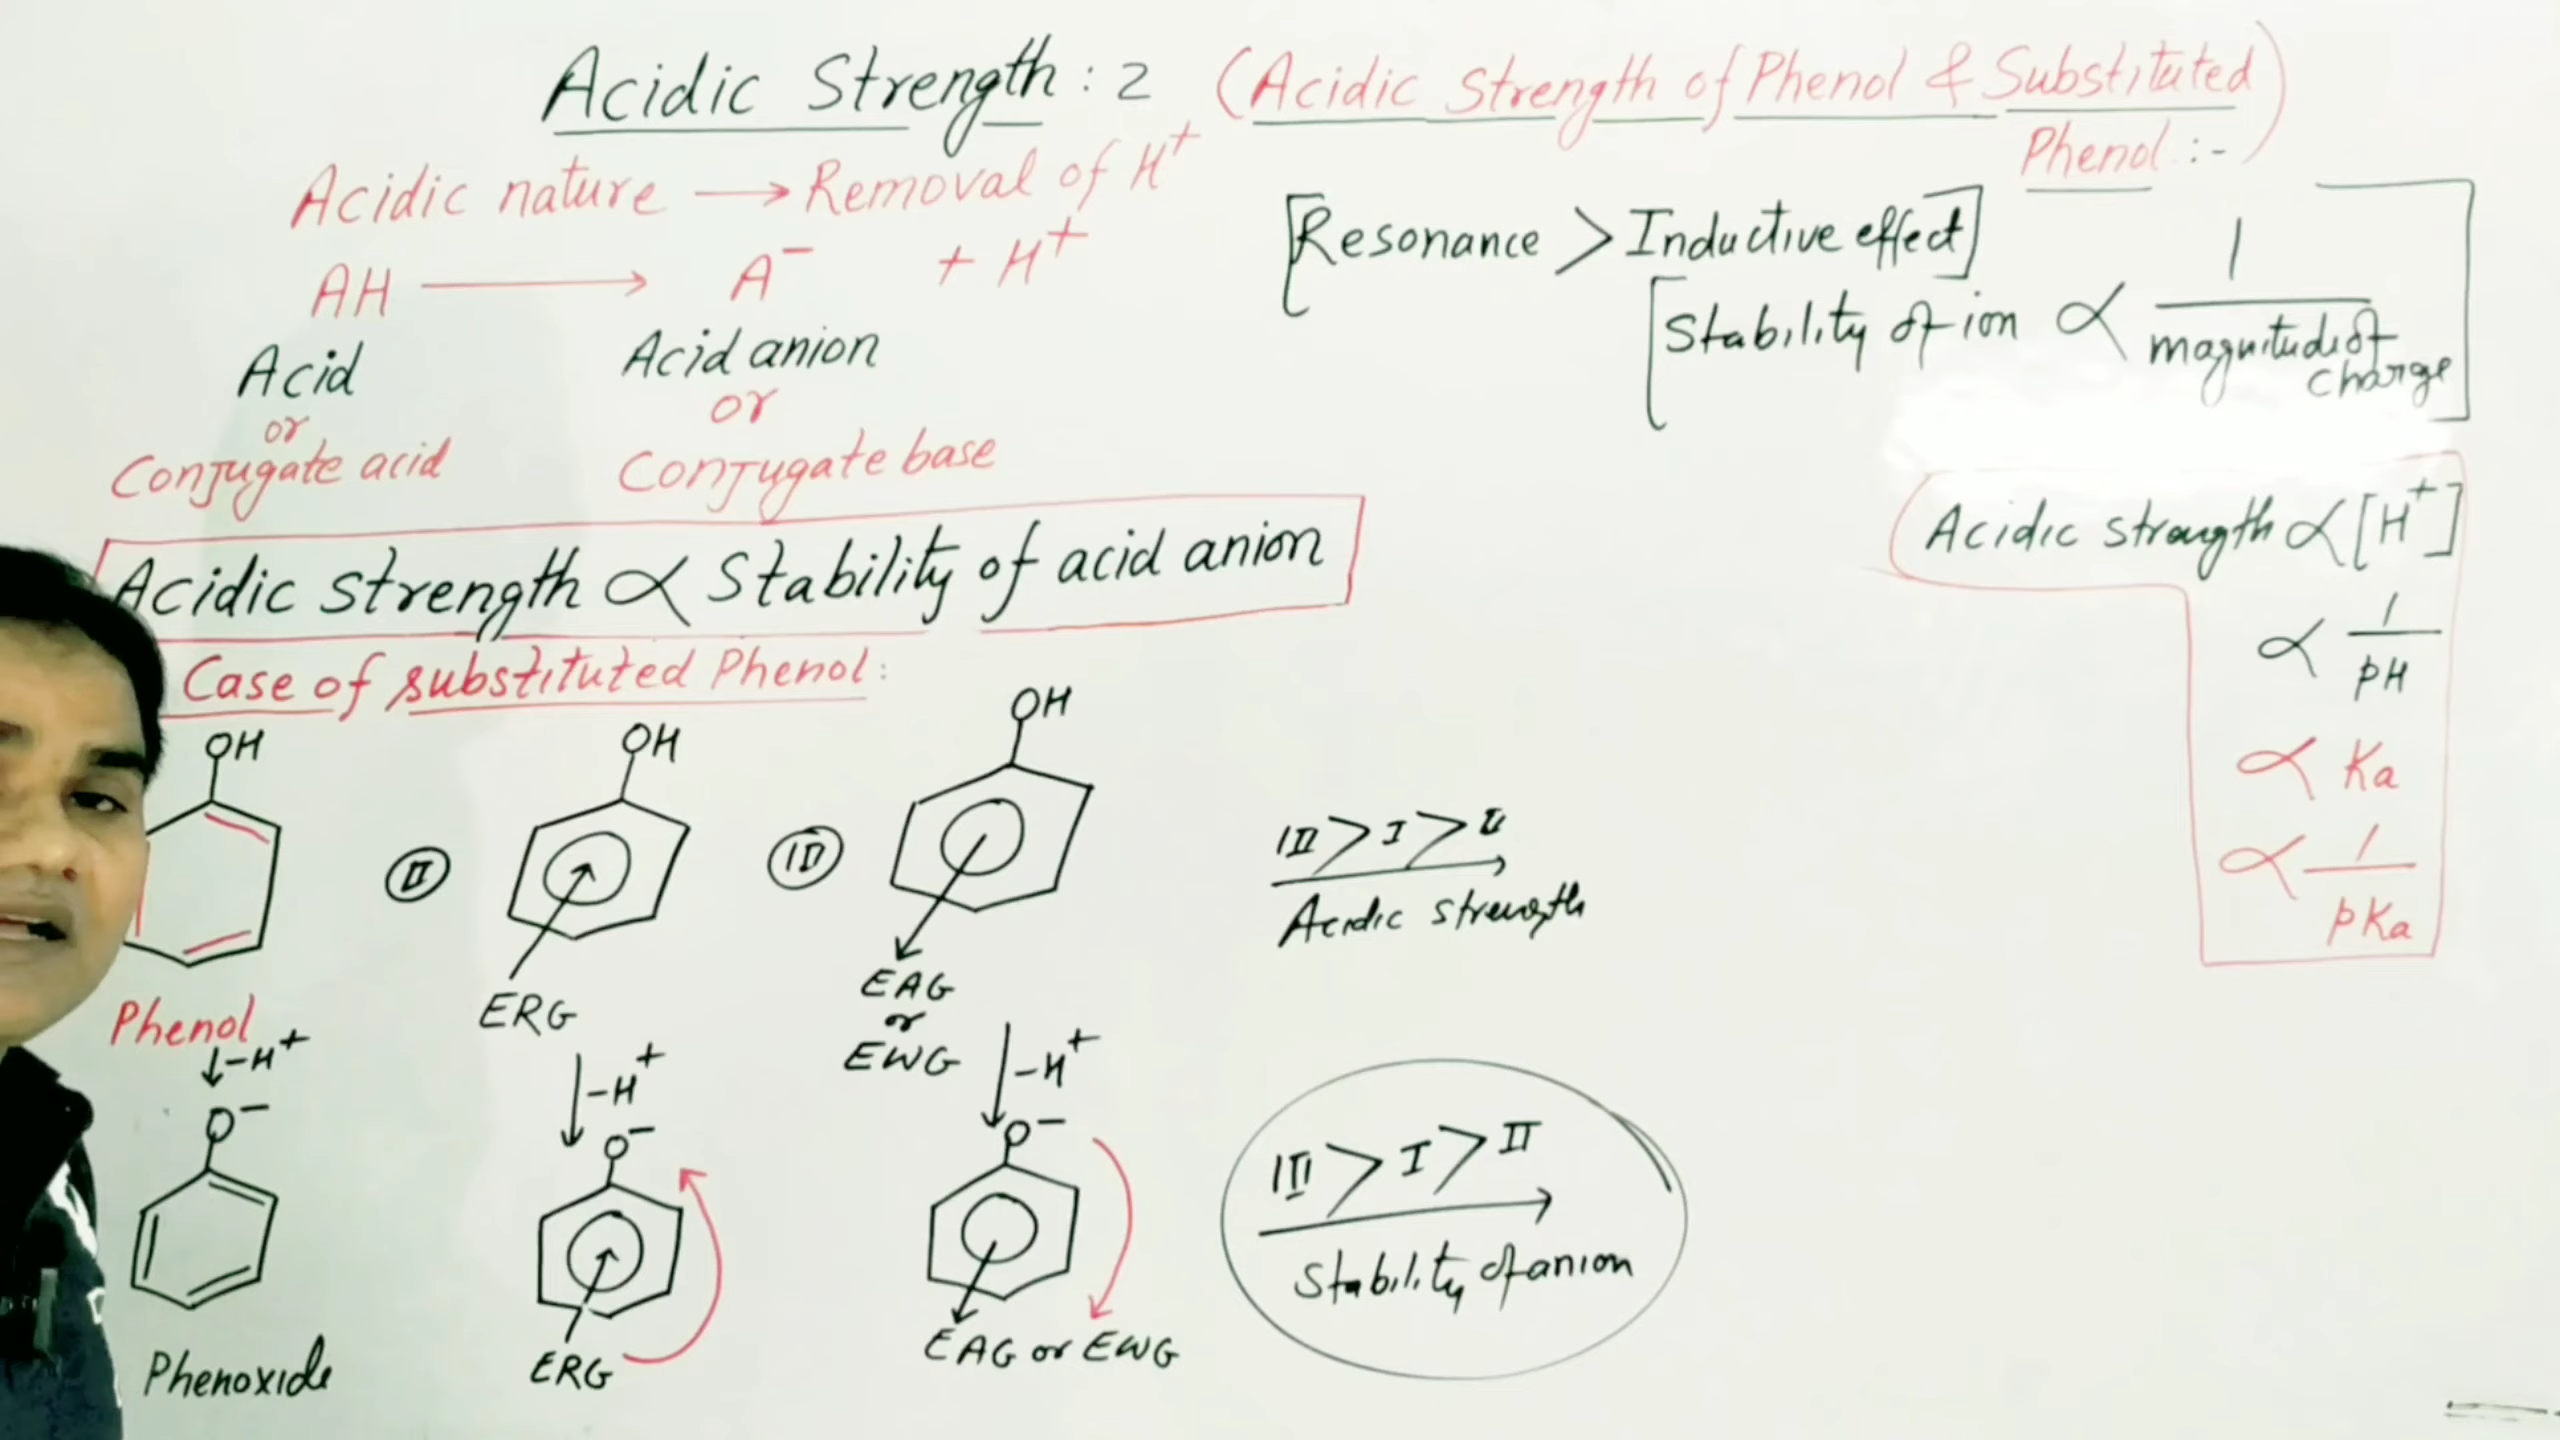 Acidic Strength : 2 (Acidic Strength of Phenol & Substituted
Phenol :-)
Acidic nature → Removal of H⁺
AH → A⁻ + H⁺
Acid
or
Conjugate acid
Acid anion
or
Conjugate base
[Resonance > Inductive effect]
[Stability of ion ∝ 1 / magnitude of charge]
Acidic strength ∝ Stability of acid anion
Acidic strength ∝ [H⁺]
∝ 1/pH
∝ Ka
∝ 1/pKa
Case of substituted Phenol:
OH
Phenol
↓ -H⁺
O⁻
Phenoxide
II
OH
ERG
↓ -H⁺
O⁻
ERG
III
OH
EAG
or
EWG
↓ -H⁺
O⁻
EAG or EWG
III > I > II
Acidic strength
III > I > II
Stability of anion